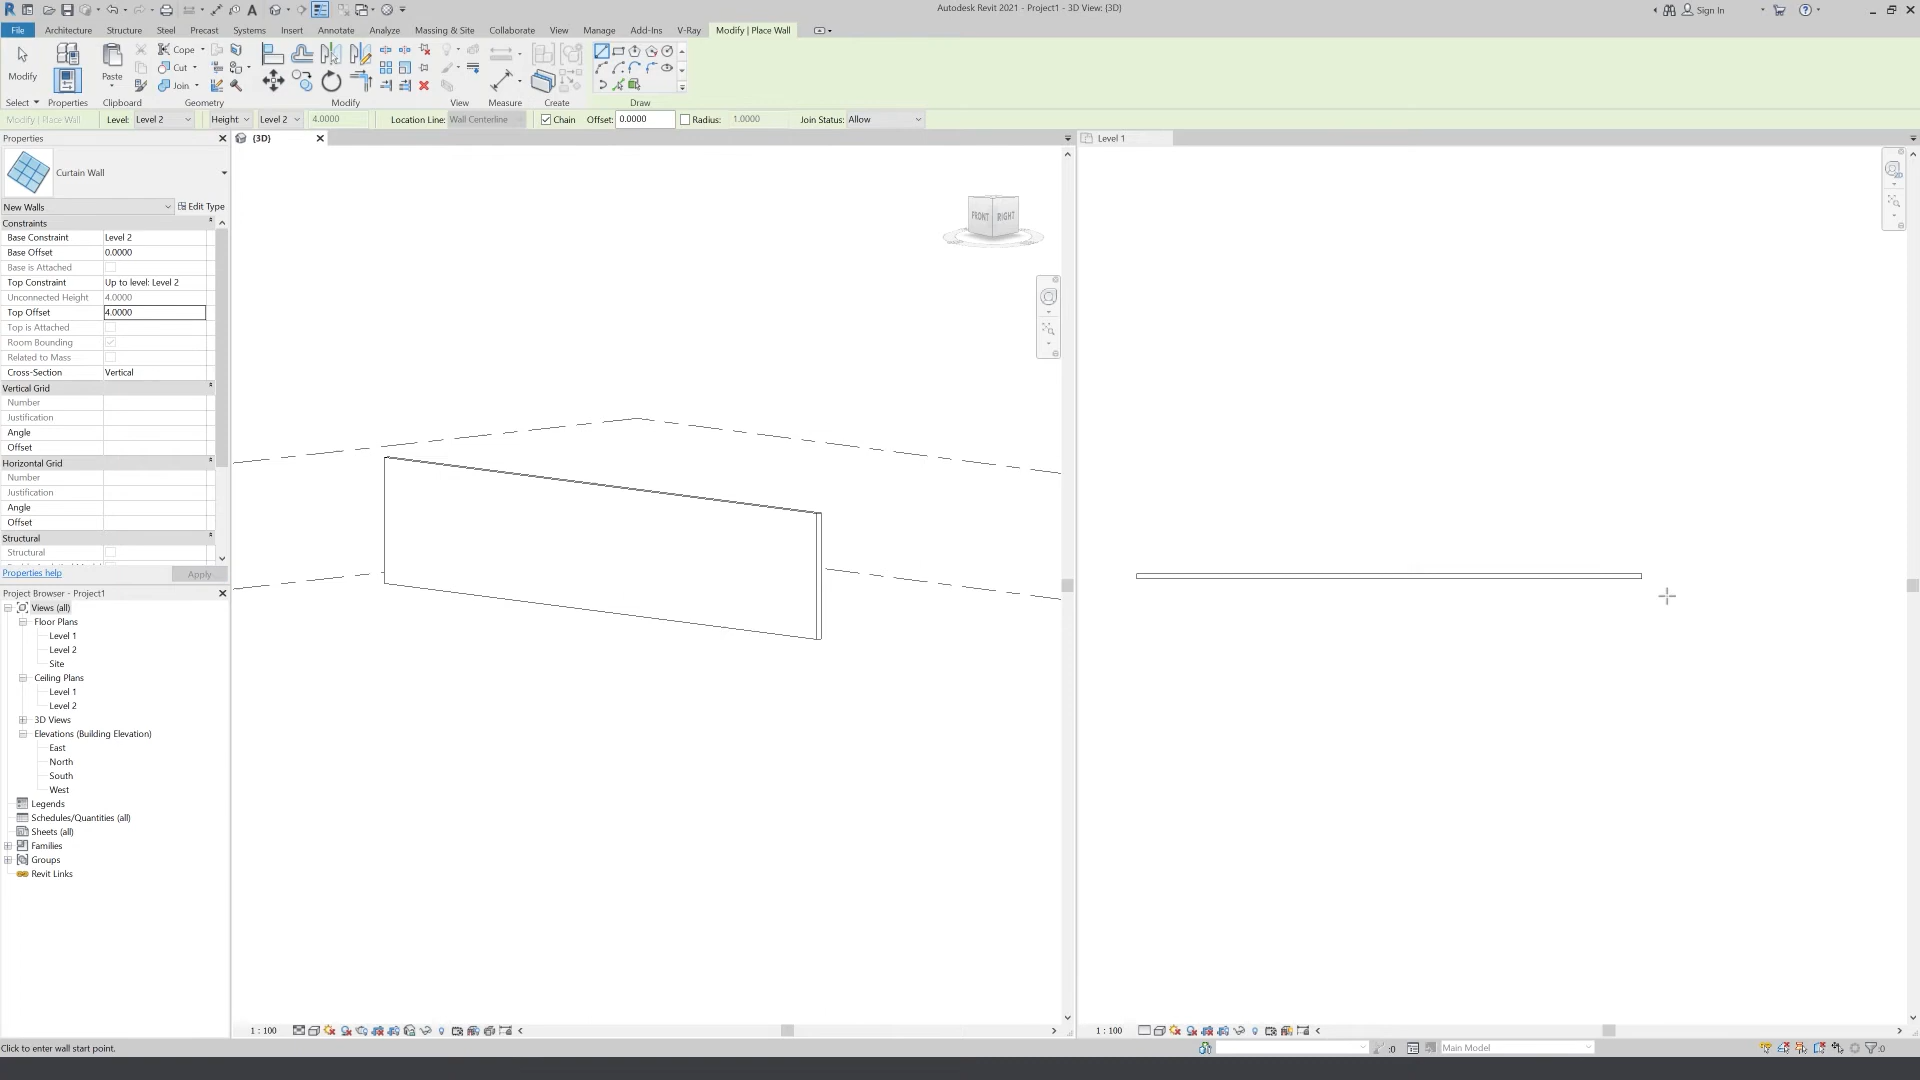 Autodesk Revit 2021 - Project1 - 3D View: {3D}
Sign In
File
Architecture
Structure
Steel
Precast
Systems
Insert
Annotate
Analyze
Massing & Site
Collaborate
View
Manage
Add-Ins
V-Ray
Modify | Place Wall
Modify
Paste
Cope
Cut
Join
Select
Properties
Clipboard
Geometry
Modify
View
Measure
Create
Draw
Modify | Place Wall
Level: Level 2
Height
Level 2
4.0000
Location Line: Wall Centerline
Chain
Offset: 0.0000
Radius: 1.0000
Join Status: Allow
Properties
{3D}
Level 1
Curtain Wall
New Walls
Edit Type
Constraints
Base Constraint Level 2
Base Offset 0.0000
Base is Attached
Top Constraint Up to level: Level 2
Unconnected Height 4.0000
Top Offset 4.0000
Top is Attached
Room Bounding
Related to Mass
Cross-Section Vertical
Vertical Grid
Number
Justification
Angle
Offset
Horizontal Grid
Number
Justification
Angle
Offset
Structural
Structural
Properties help
Apply
FRONT
RIGHT
Project Browser - Project1
Views (all)
Floor Plans
Level 1
Level 2
Site
Ceiling Plans
Level 1
Level 2
3D Views
Elevations (Building Elevation)
East
North
South
West
Legends
Schedules/Quantities (all)
Sheets (all)
Families
Groups
Revit Links
1 : 100
1 : 100
Click to enter wall start point.
:0
Main Model
:0